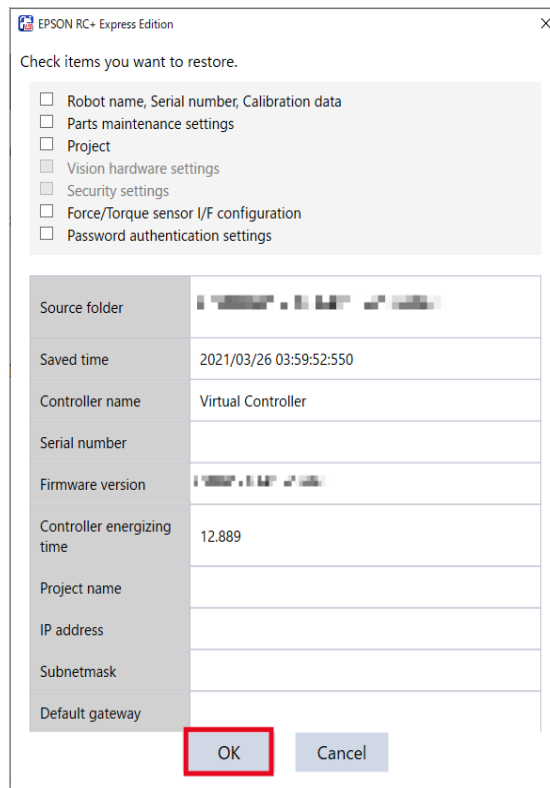 EPSON RC+ Express Edition
Check items you want to restore.
Robot name, Serial number, Calibration data
Parts maintenance settings
Project
Vision hardware settings
Security settings
Force/Torque sensor I/F configuration
Password authentication settings
Source folder
Saved time 2021/03/26 03:59:52:550
Controller name Virtual Controller
Serial number
Firmware version
Controller energizing
time 12.889
Project name
IP address
Subnetmask
Default gateway
OK Cancel